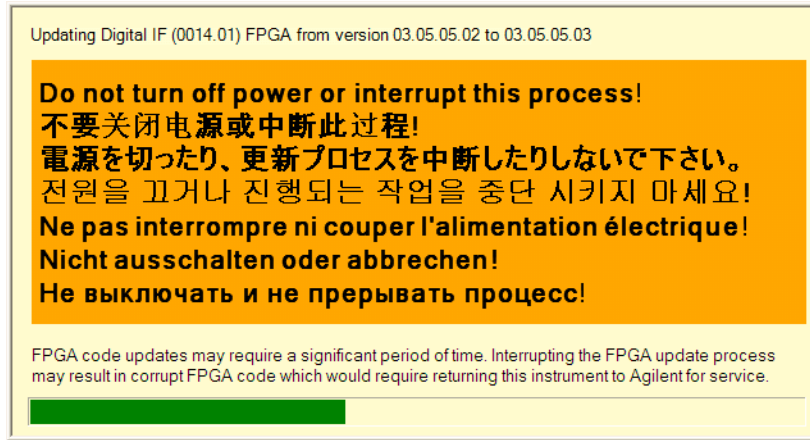 Updating Digital IF (0014.01) FPGA from version 03.05.05.02 to 03.05.05.03
Do not turn off power or interrupt this process!
不要关闭电源或中断此过程!
電源を切ったり、更新プロセスを中断したりしないで下さい。
전원을 끄거나 진행되는 작업을 중단 시키지 마세요!
Ne pas interrompre ni couper l'alimentation électrique!
Nicht ausschalten oder abbrechen!
Не выключать и не прерывать процесс!
FPGA code updates may require a significant period of time. Interrupting the FPGA update process
may result in corrupt FPGA code which would require returning this instrument to Agilent for service.